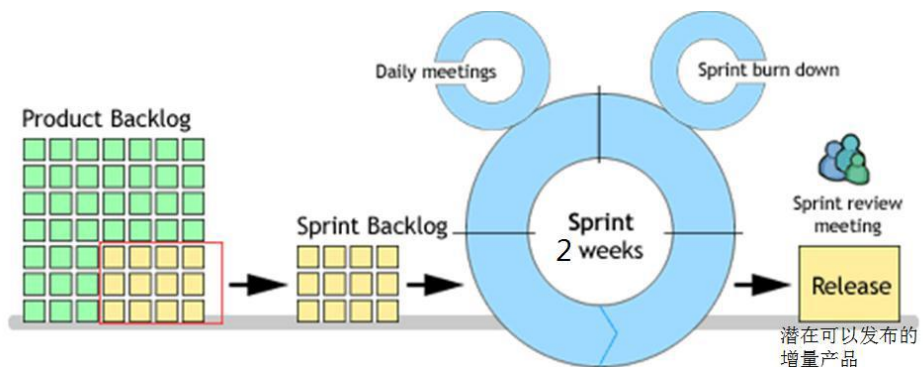 Daily meetings
Sprint burn down
Product Backlog
Sprint Backlog
Sprint
2 weeks
Sprint review
meeting
Release
潜在可以发布的
增量产品